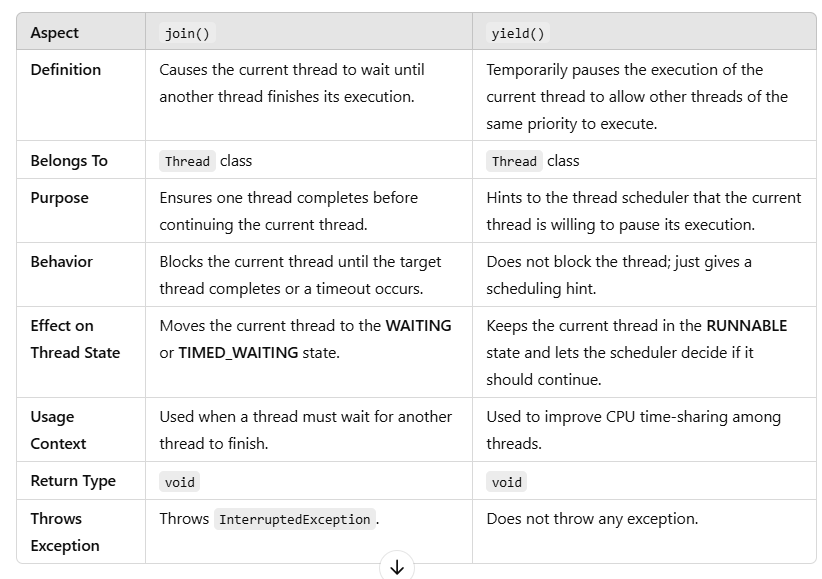 Aspect join() yield()
Definition Causes the current thread to wait until Temporarily pauses the execution of the
another thread finishes its execution. current thread to allow other threads of the
same priority to execute.
Belongs To Thread class Thread class
Purpose Ensures one thread completes before Hints to the thread scheduler that the current
continuing the current thread. thread is willing to pause its execution.
Behavior Blocks the current thread until the target Does not block the thread; just gives a
thread completes or a timeout occurs. scheduling hint.
Effect on Moves the current thread to the WAITING Keeps the current thread in the RUNNABLE
Thread State or TIMED_WAITING state. state and lets the scheduler decide if it
should continue.
Usage Used when a thread must wait for another Used to improve CPU time-sharing among
Context thread to finish. threads.
Return Type void void
Throws Throws InterruptedException. Does not throw any exception.
Exception